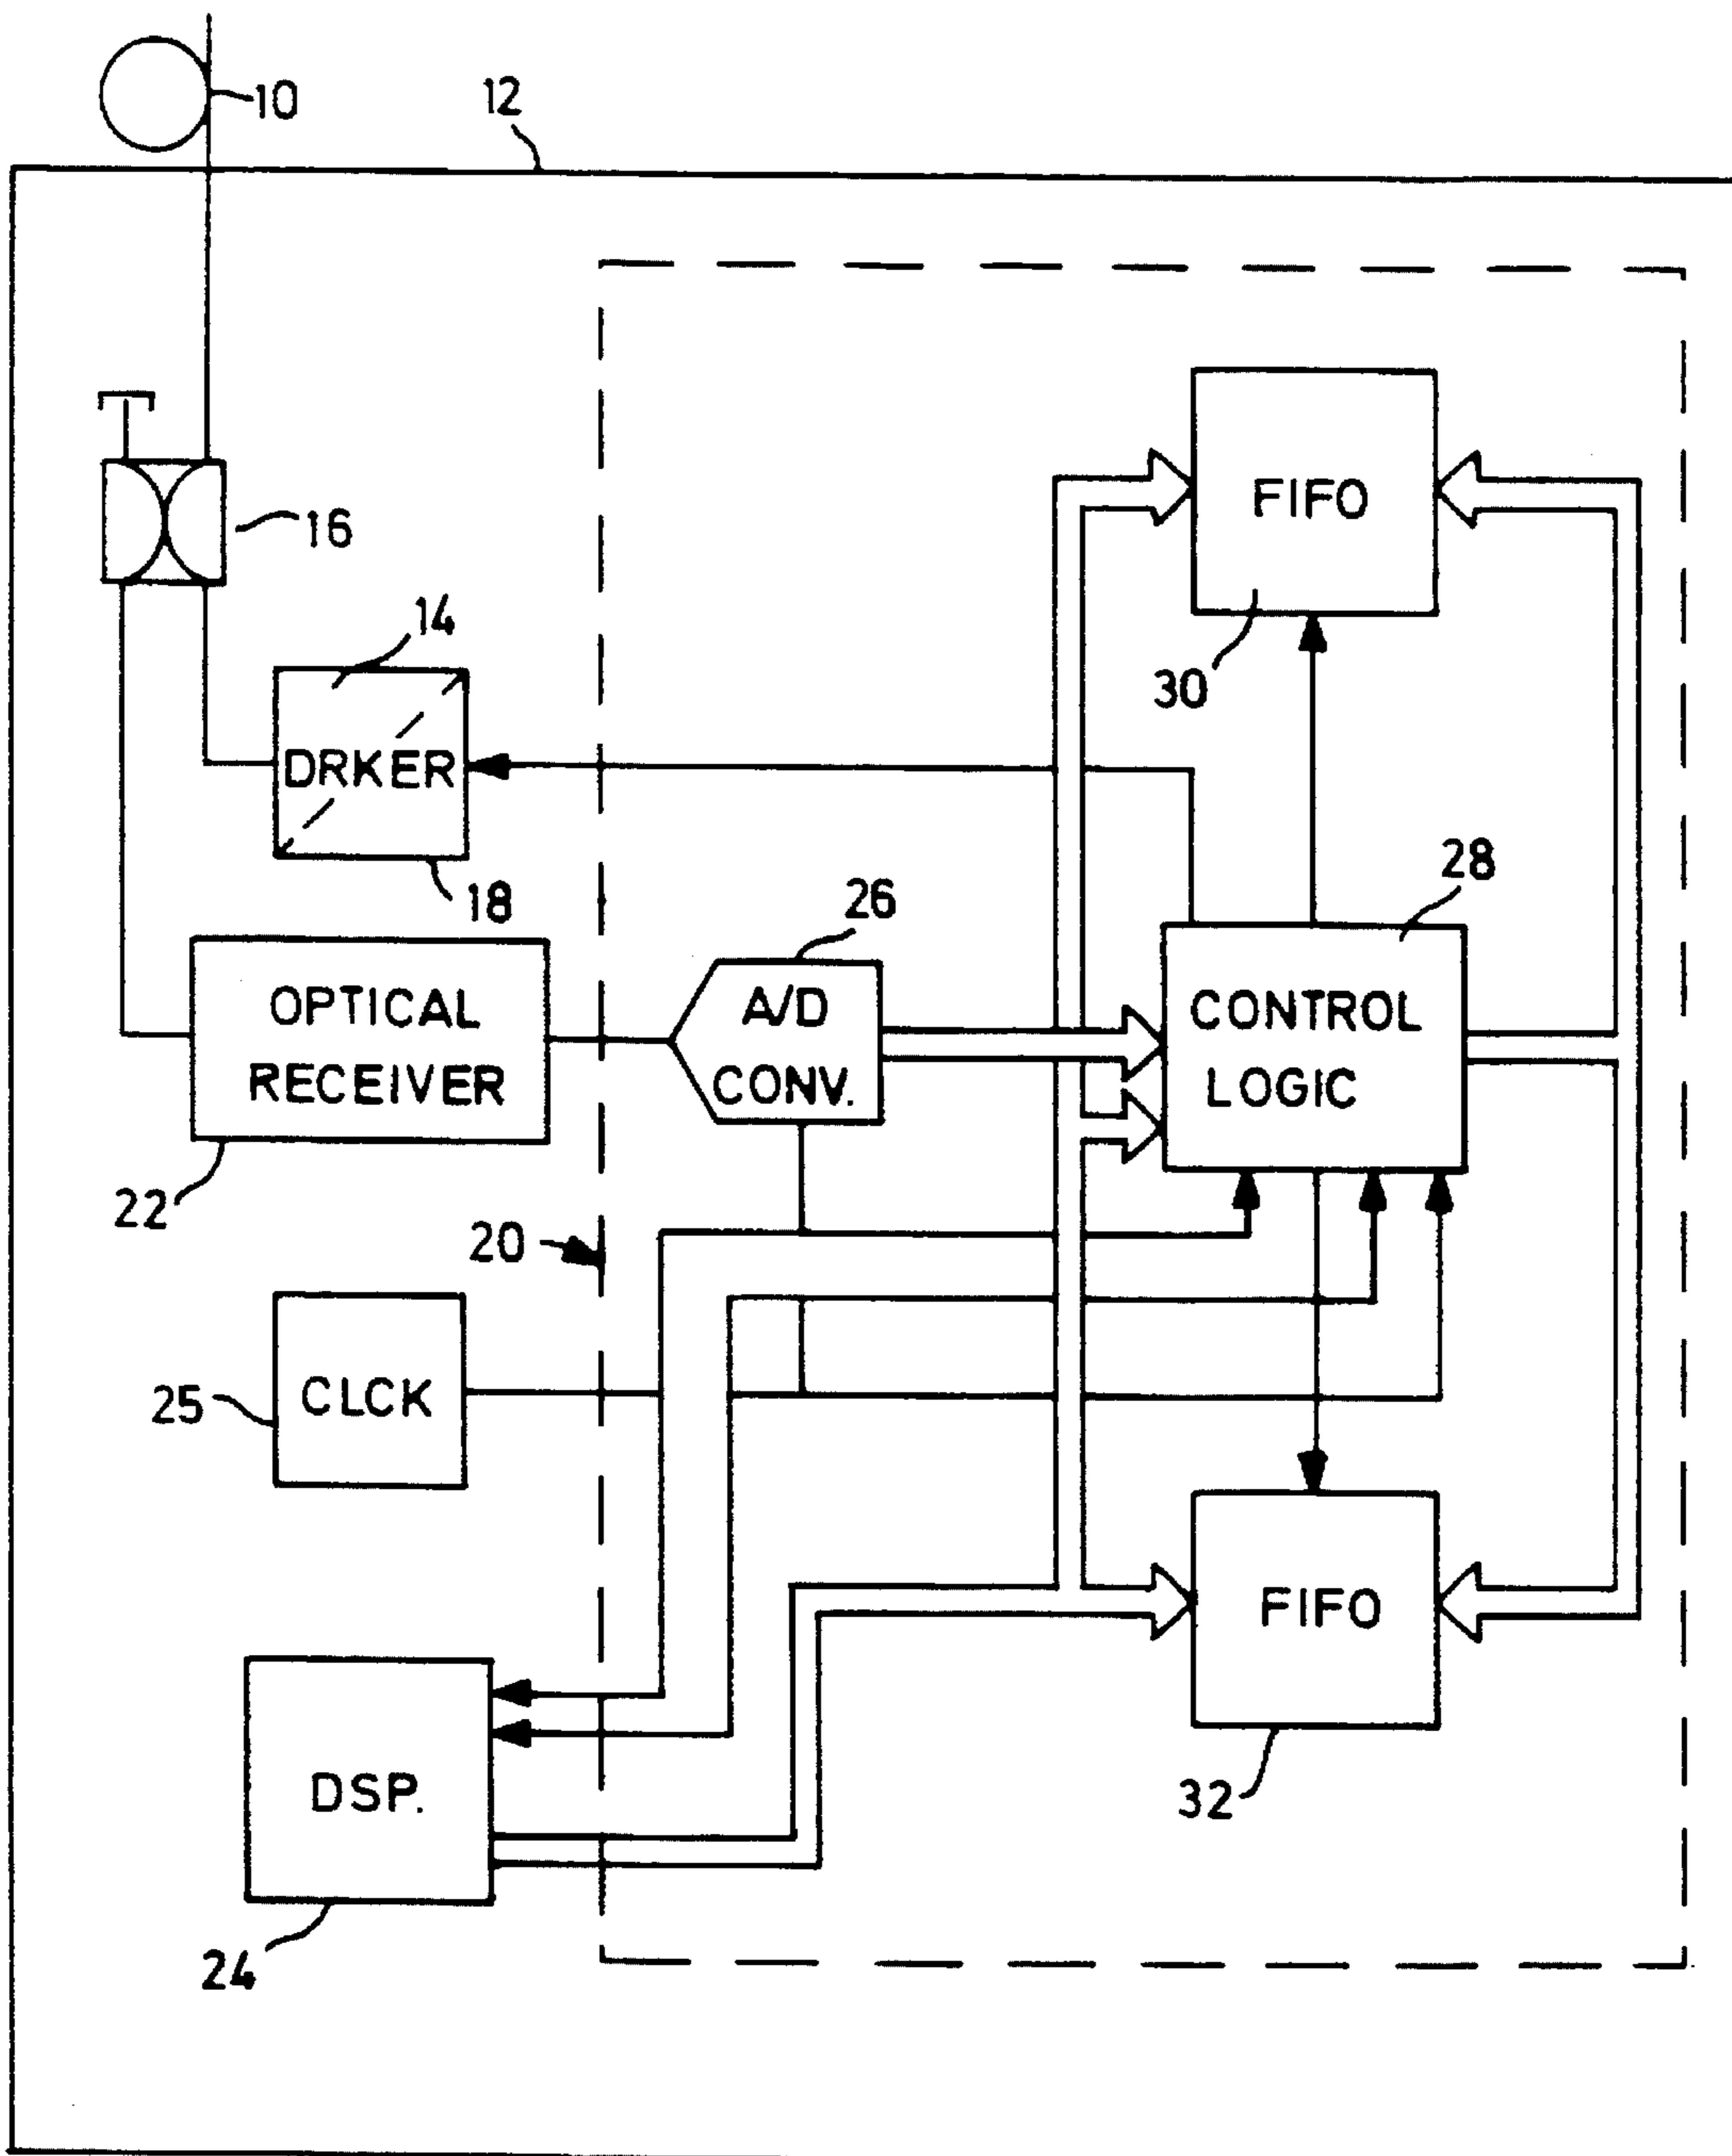 10
12
FIFO
16
14
30
DRKER
28
18
26
OPTICAL
RECEIVER
A/D
CONV.
CONTROL
LOGIC
22
20
25
CLCK
FIFO
DSP.
32
24